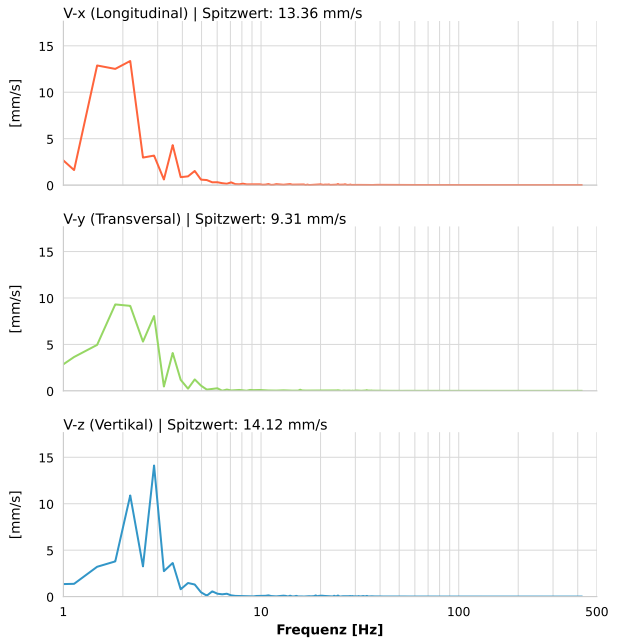 V-x (Longitudinal) | Spitzwert: 13.36 mm/s
15
10
5
0
[mm/s]
V-y (Transversal) | Spitzwert: 9.31 mm/s
15
10
5
0
[mm/s]
V-z (Vertikal) | Spitzwert: 14.12 mm/s
15
10
5
0
[mm/s]
1 10 100 500
Frequenz [Hz]